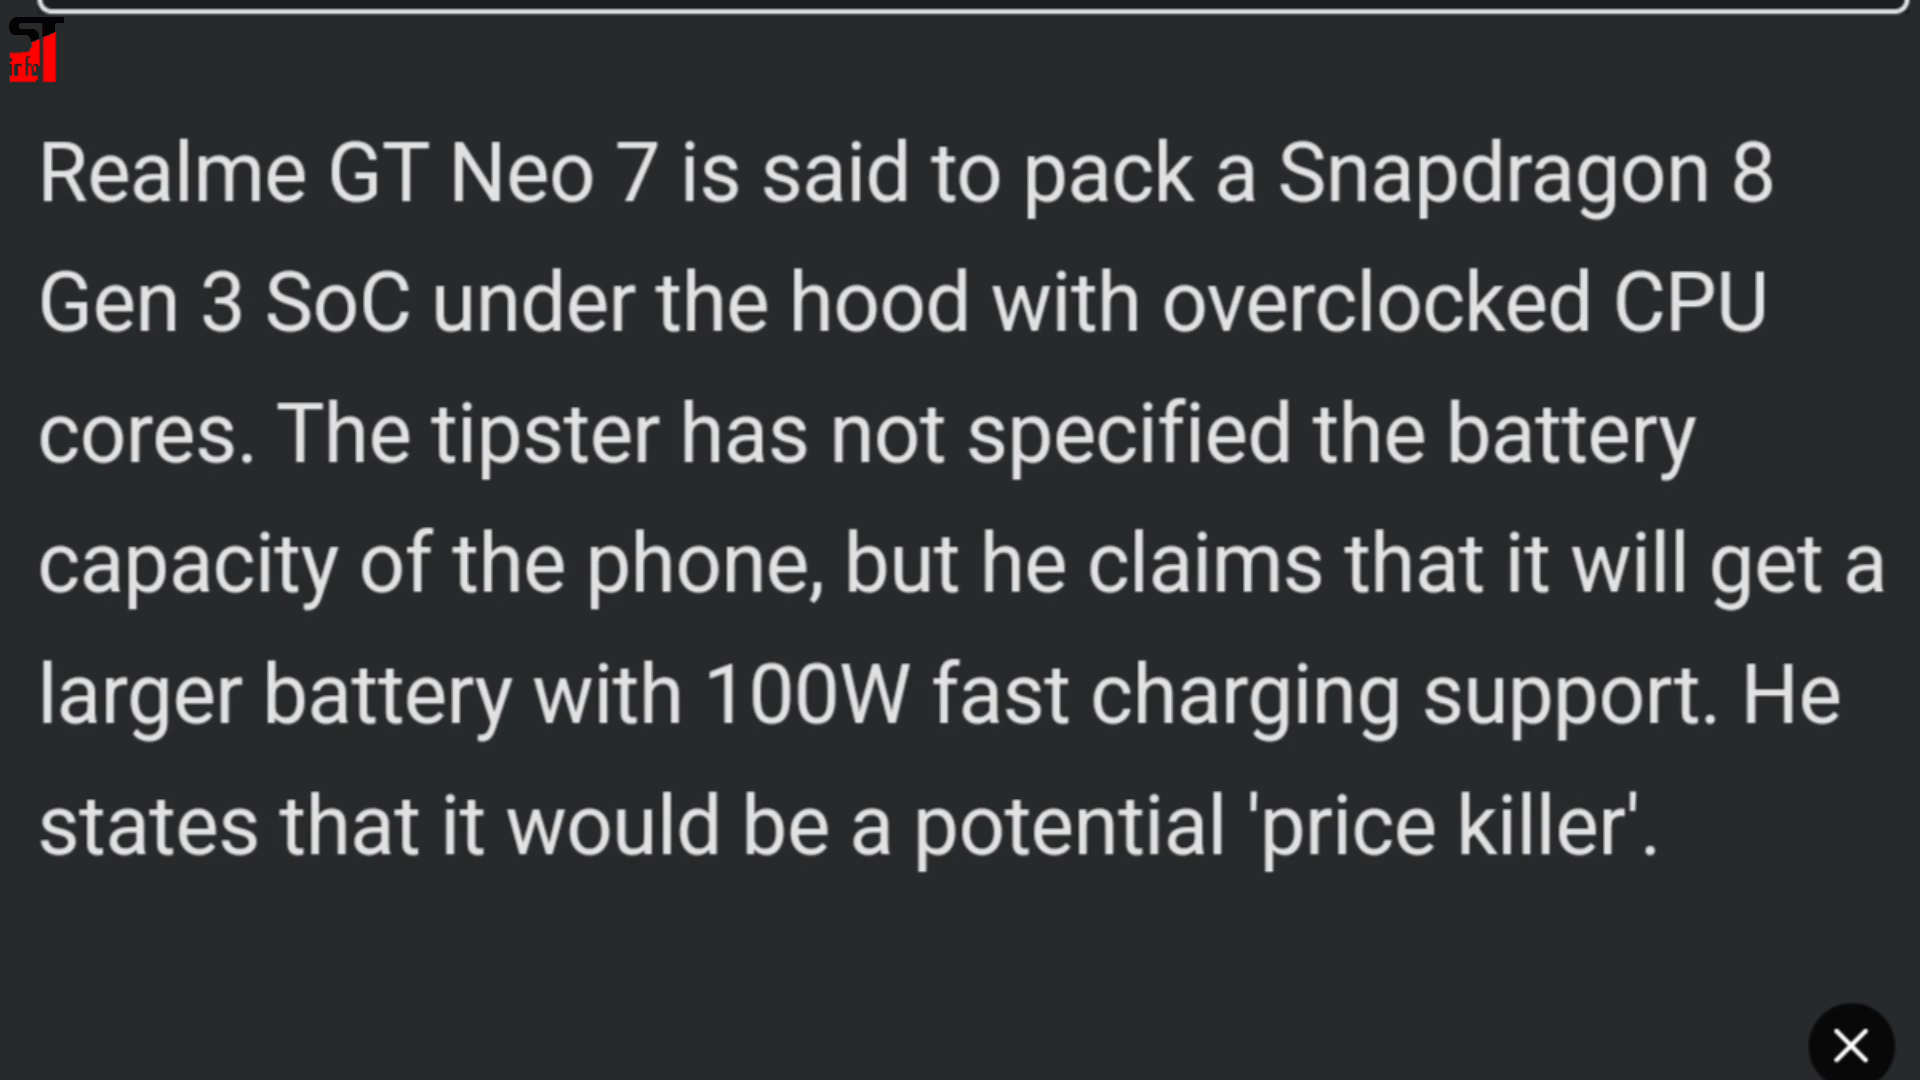 ST
info
Realme GT Neo 7 is said to pack a Snapdragon 8
Gen 3 SoC under the hood with overclocked CPU
cores. The tipster has not specified the battery
capacity of the phone, but he claims that it will get a
larger battery with 100W fast charging support. He
states that it would be a potential 'price killer'.